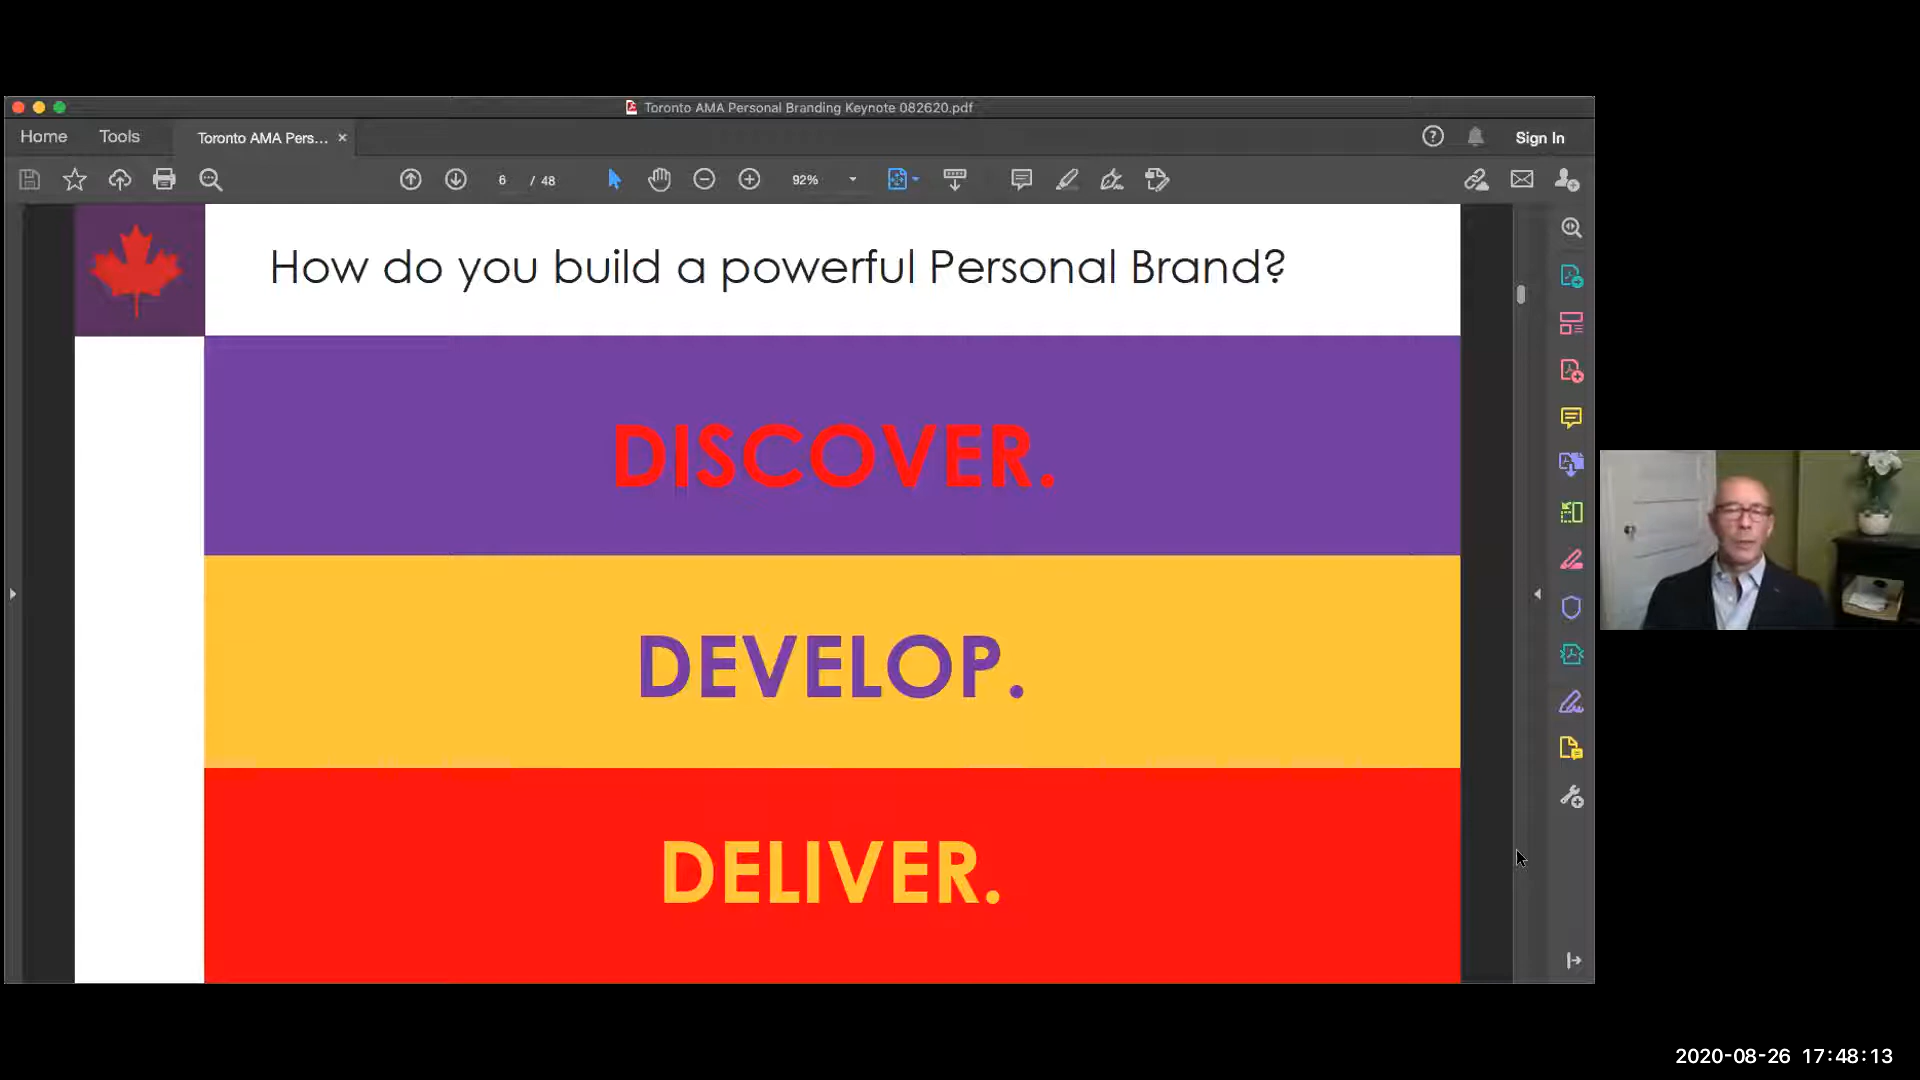 Toronto AMA Personal Branding Keynote 082620.pdf
Home Tools Toronto AMA Pers... Sign In
6 / 48 92%
How do you build a powerful Personal Brand?
DISCOVER.
DEVELOP.
DELIVER.
2020-08-26 17:48:13